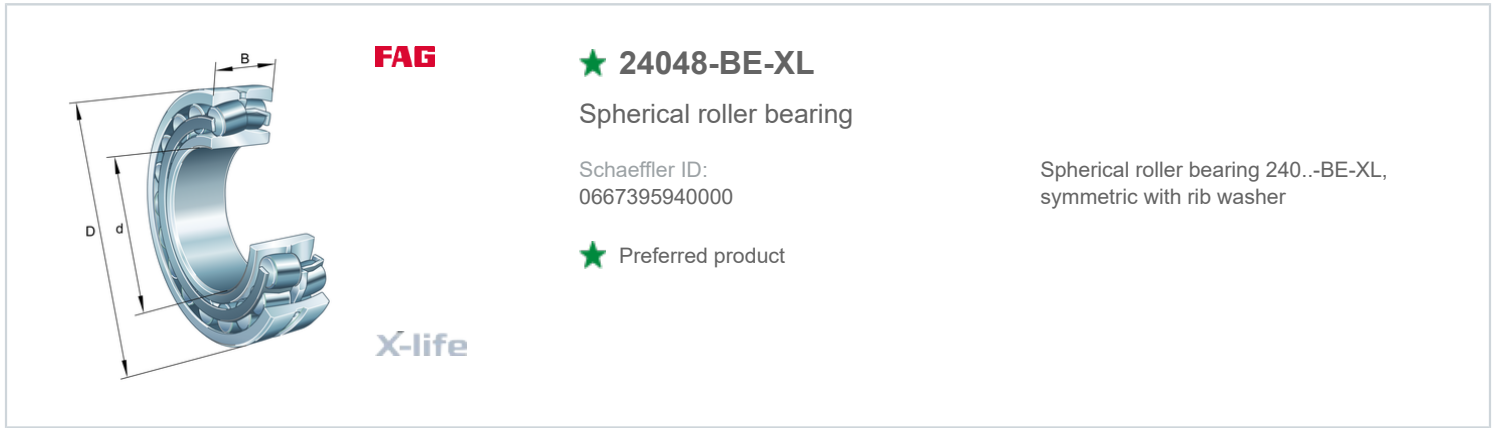 B
FAG
24048-BE-XL
Spherical roller bearing
D
d
Schaeffler ID:
0667395940000
Spherical roller bearing 240..-BE-XL,
symmetric with rib washer
Preferred product
X-life